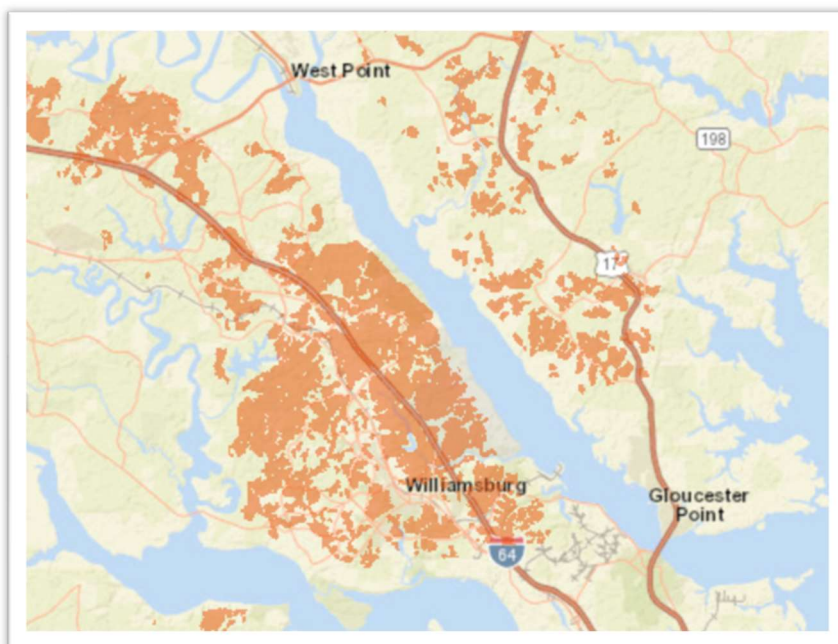 West Point
198
17
Williamsburg
Gloucester
Point
64